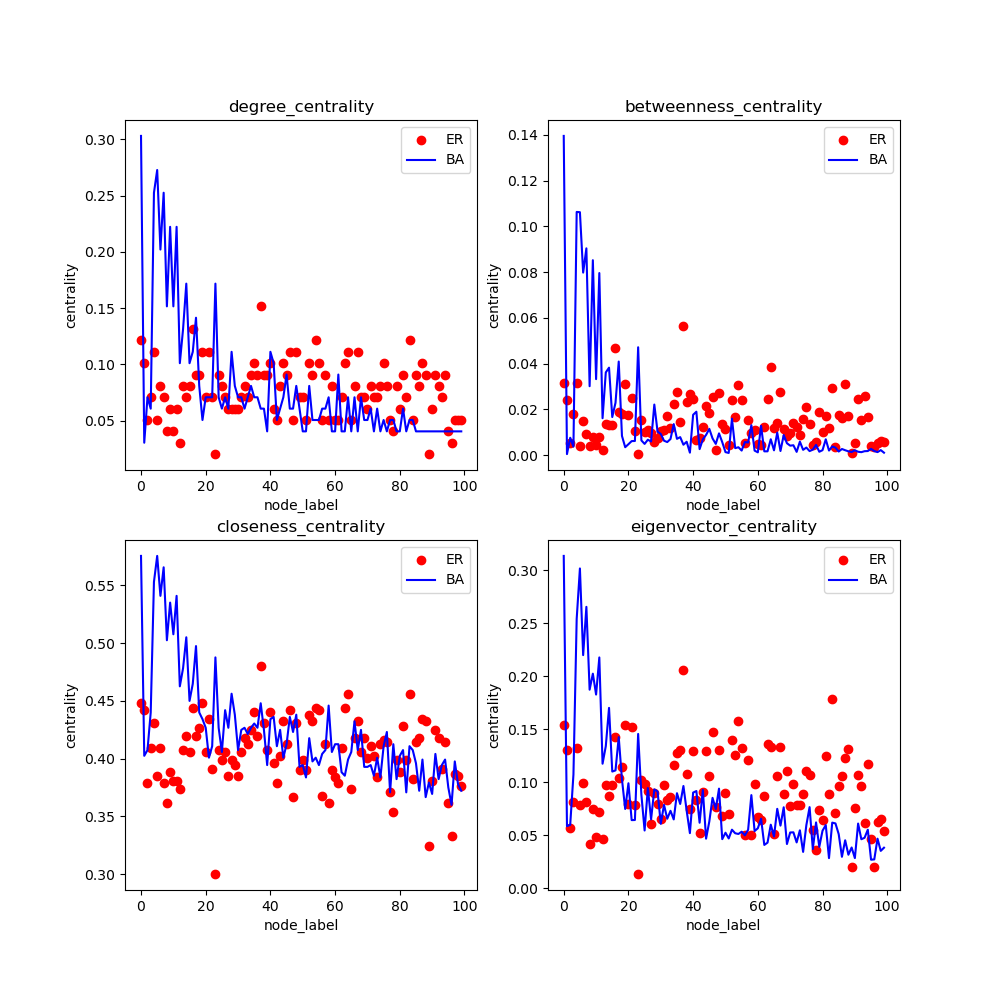 degree_centrality
centrality
0.30
0.25
0.20
0.15
0.10
0.05
0 20 40 60 80 100
node_label
ER
BA
betweenness_centrality
centrality
0.14
0.12
0.10
0.08
0.06
0.04
0.02
0.00
0 20 40 60 80 100
node_label
ER
BA
closeness_centrality
centrality
0.55
0.50
0.45
0.40
0.35
0.30
0 20 40 60 80 100
node_label
ER
BA
eigenvector_centrality
centrality
0.30
0.25
0.20
0.15
0.10
0.05
0.00
0 20 40 60 80 100
node_label
ER
BA